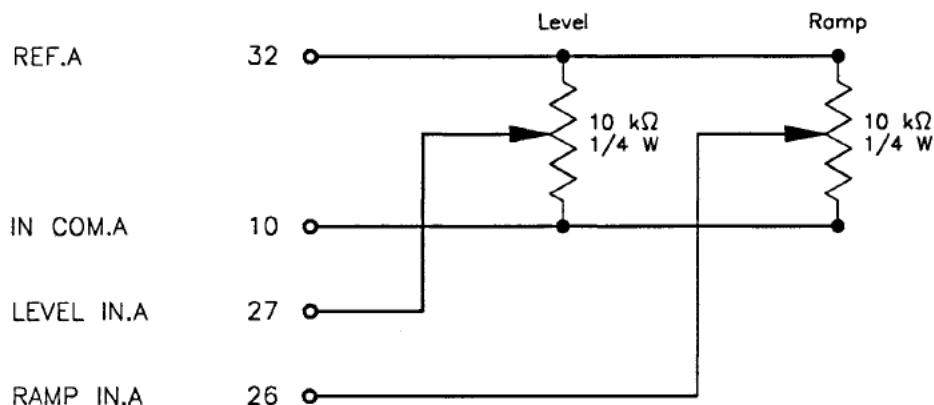 Level Ramp
REF.A 32
10 kΩ 10 kΩ
1/4 W 1/4 W
IN COM.A 10
LEVEL IN.A 27
RAMP IN.A 26